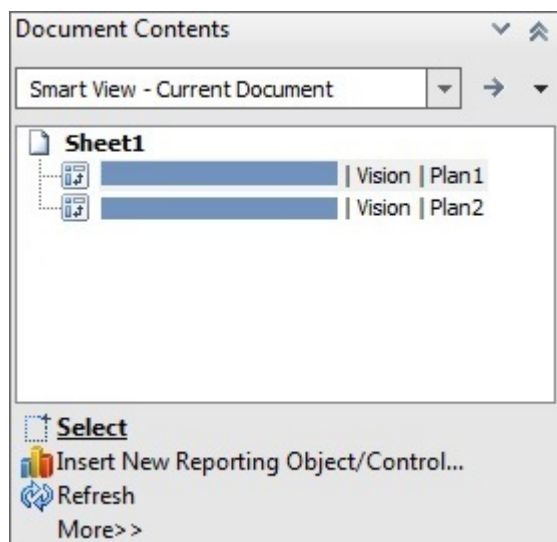 Document Contents
Smart View - Current Document
Sheet1
| Vision | Plan1
| Vision | Plan2
Select
Insert New Reporting Object/Control...
Refresh
More>>